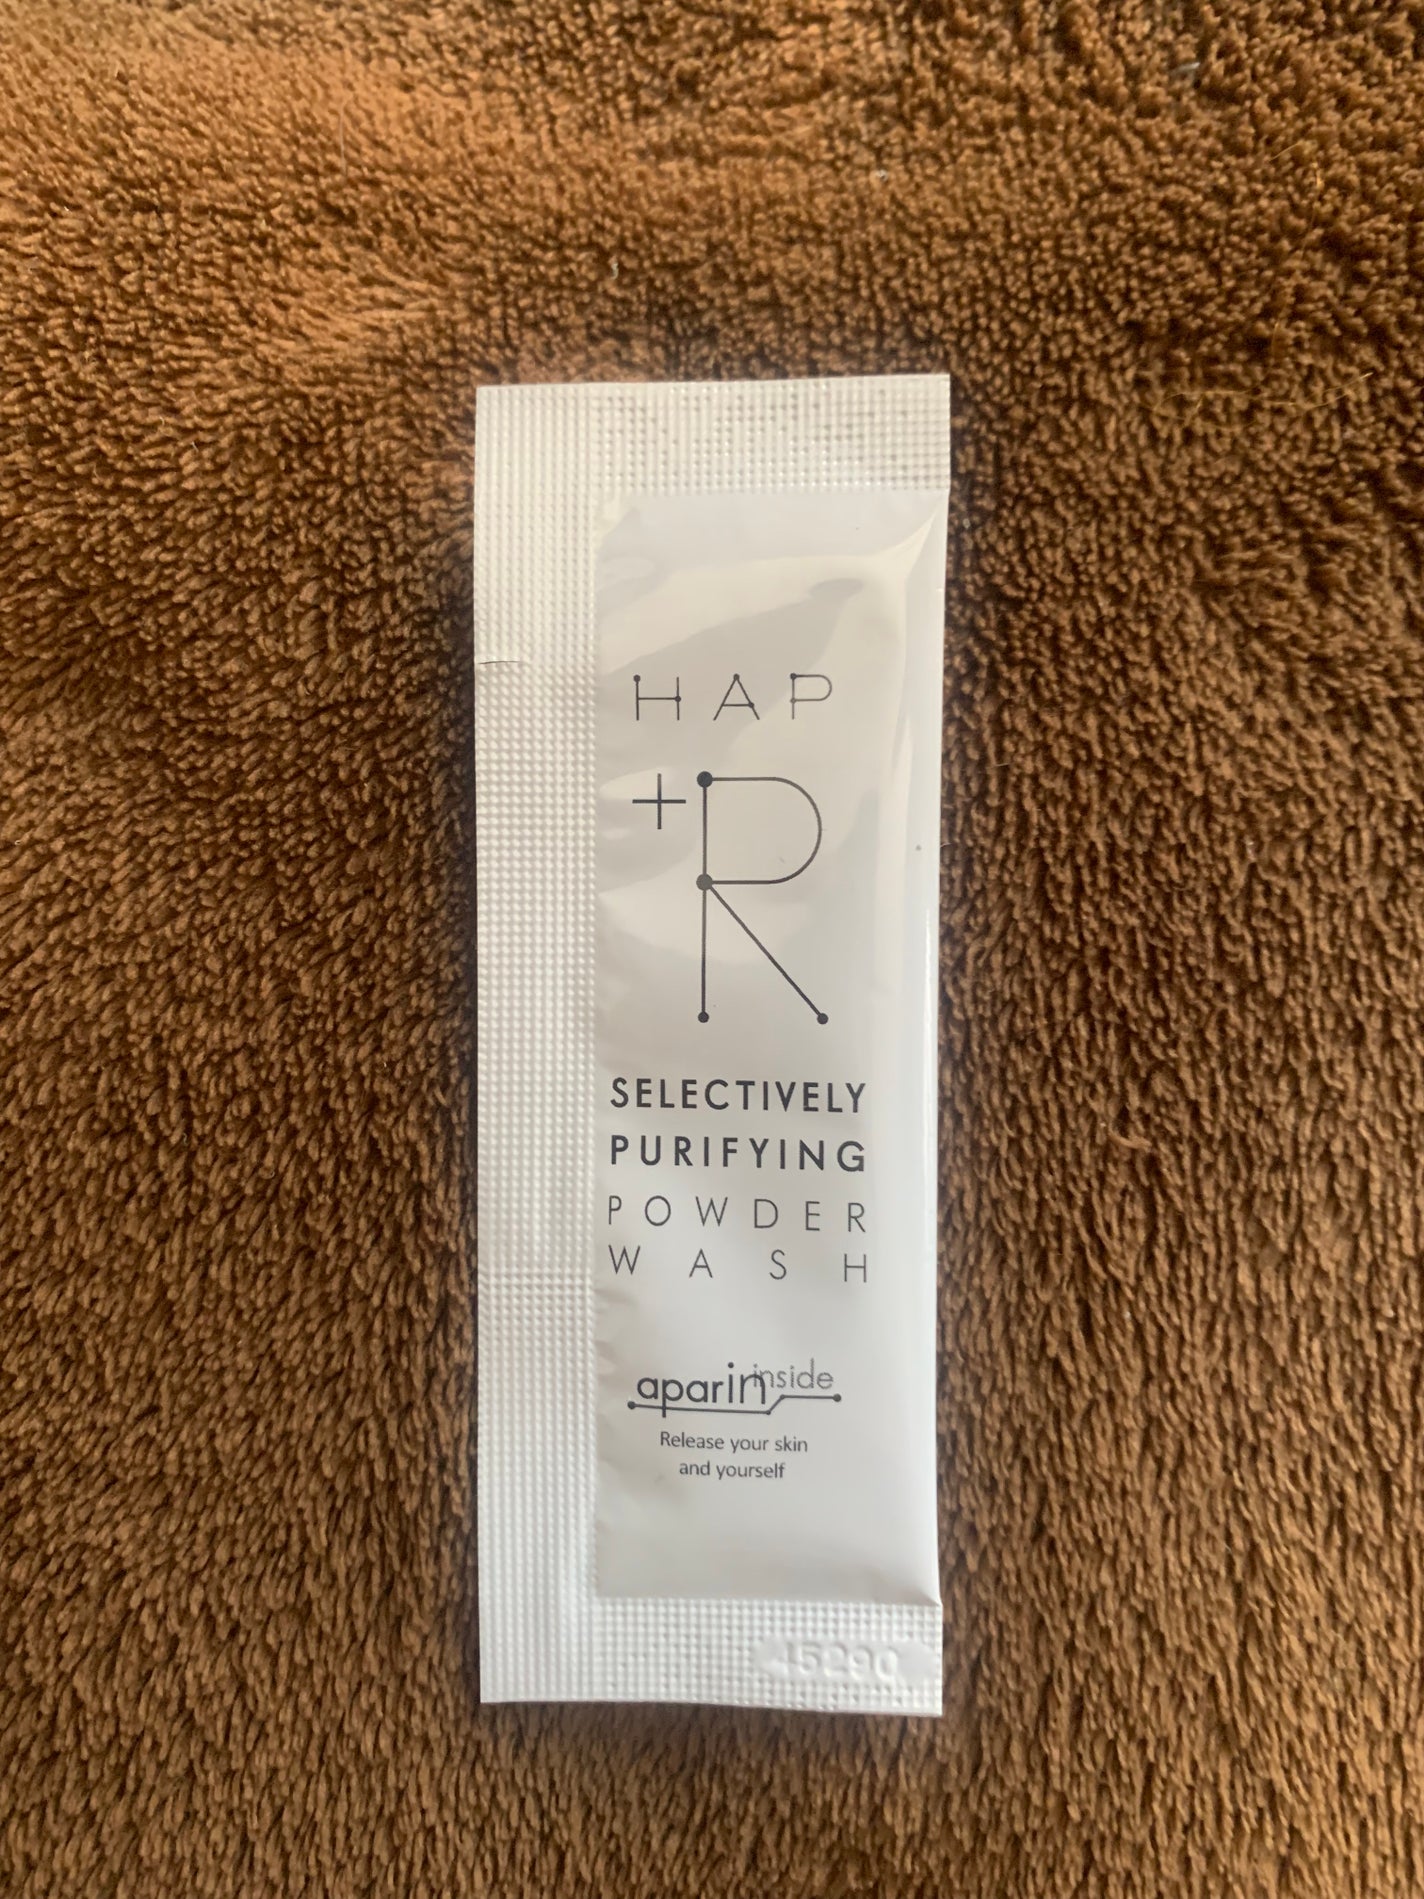 HAP
+R
SELECTIVELY
PURIFYING
POWDER
WASH
aparin inside
Release your skin
and yourself